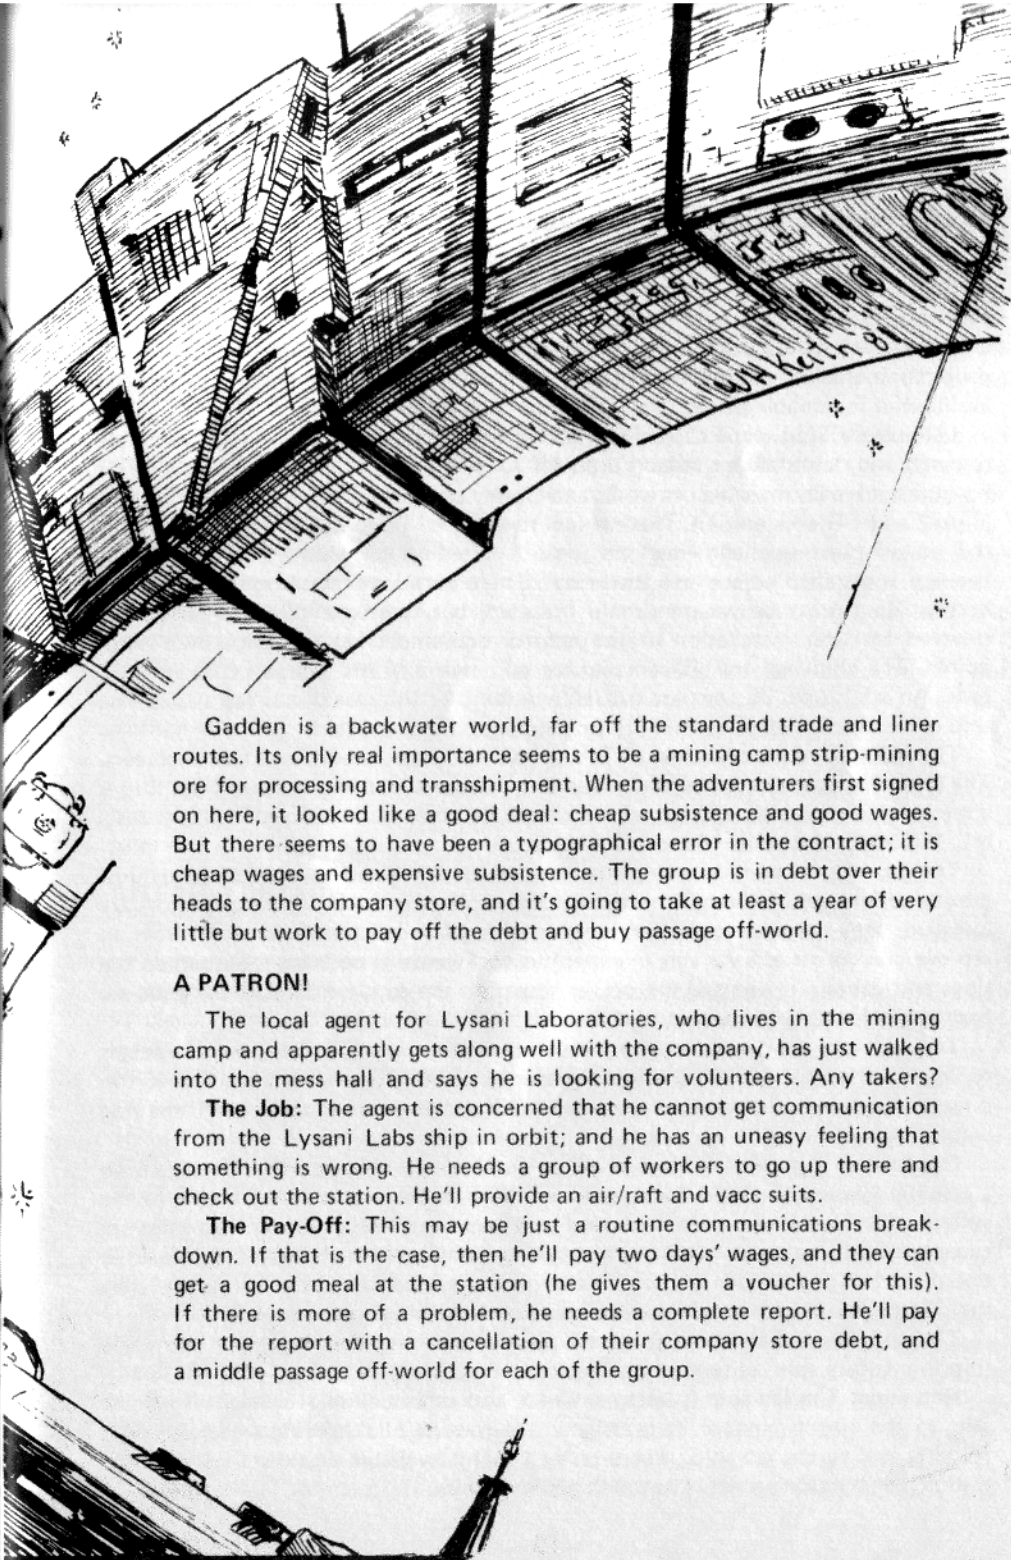 WHKeith 81
Gadden is a backwater world, far off the standard trade and liner
routes. Its only real importance seems to be a mining camp strip-mining
ore for processing and transshipment. When the adventurers first signed
on here, it looked like a good deal: cheap subsistence and good wages.
But there seems to have been a typographical error in the contract; it is
cheap wages and expensive subsistence. The group is in debt over their
heads to the company store, and it's going to take at least a year of very
little but work to pay off the debt and buy passage off-world.
A PATRON!
The local agent for Lysani Laboratories, who lives in the mining
camp and apparently gets along well with the company, has just walked
into the mess hall and says he is looking for volunteers. Any takers?
The Job: The agent is concerned that he cannot get communication
from the Lysani Labs ship in orbit; and he has an uneasy feeling that
something is wrong. He needs a group of workers to go up there and
check out the station. He'll provide an air/raft and vacc suits.
The Pay-Off: This may be just a routine communications break-
down. If that is the case, then he'll pay two days' wages, and they can
get a good meal at the station (he gives them a voucher for this).
If there is more of a problem, he needs a complete report. He'll pay
for the report with a cancellation of their company store debt, and
a middle passage off-world for each of the group.